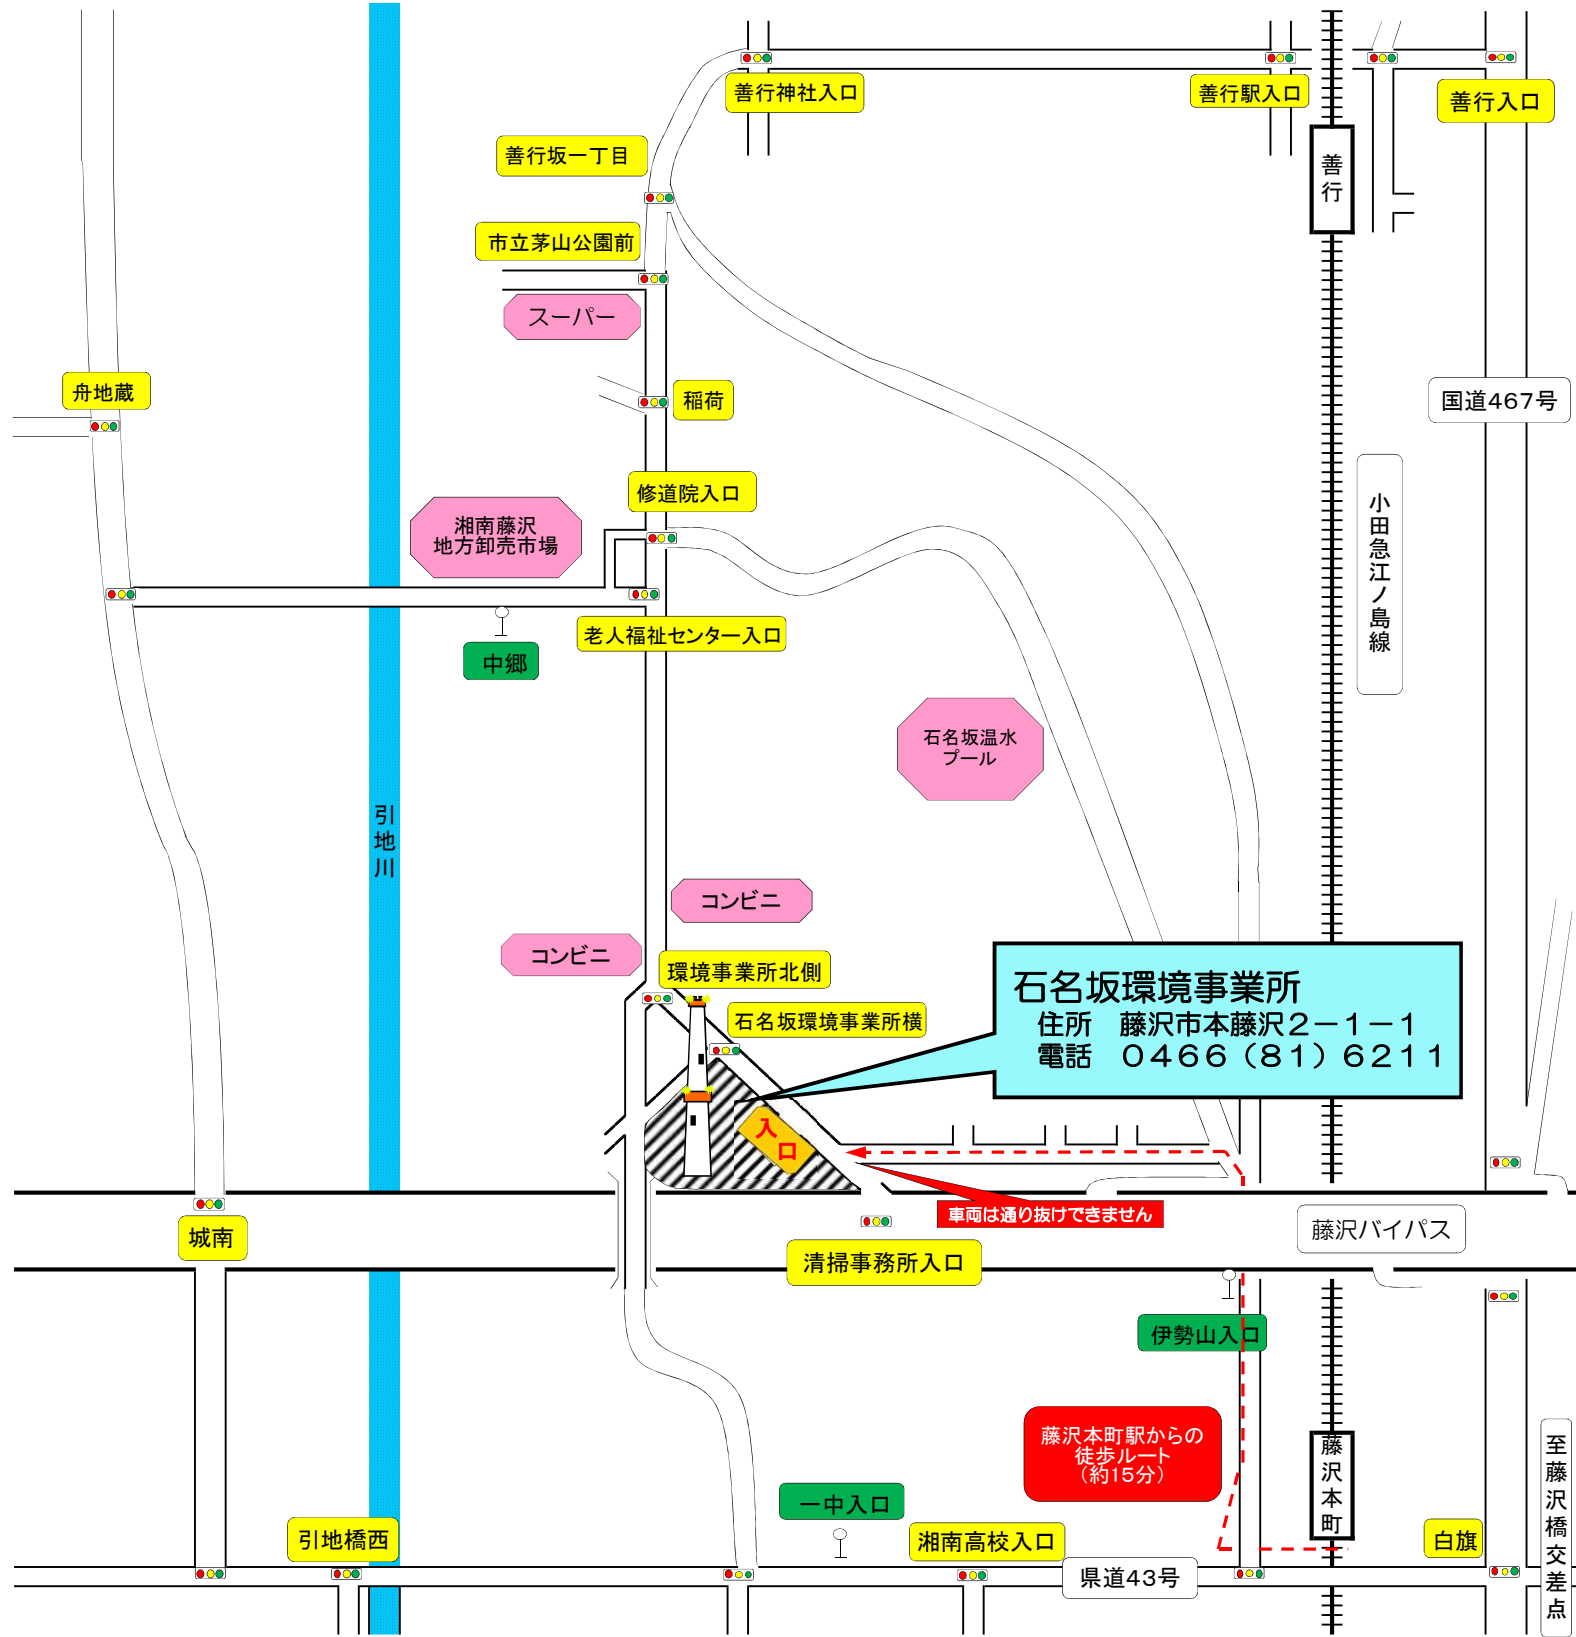 善行神社入口
善行駅入口
善行入口
善行坂一丁目
善行
市立茅山公園前
スーパー
舟地蔵
稲荷
国道467号
修道院入口
湘南藤沢
地方卸売市場
小田急江ノ島線
老人福祉センター入口
中郷
石名坂温水
プール
引地川
コンビニ
コンビニ
環境事業所北側
石名坂環境事業所横
石名坂環境事業所
住所　藤沢市本藤沢2－1－1
電話　0466（81）6211
入口
車両は通り抜けできません
城南
藤沢バイパス
清掃事務所入口
伊勢山入口
藤沢本町駅からの
徒歩ルート
（約15分）
藤沢本町
至藤沢橋交差点
一中入口
引地橋西
湘南高校入口
白旗
県道43号